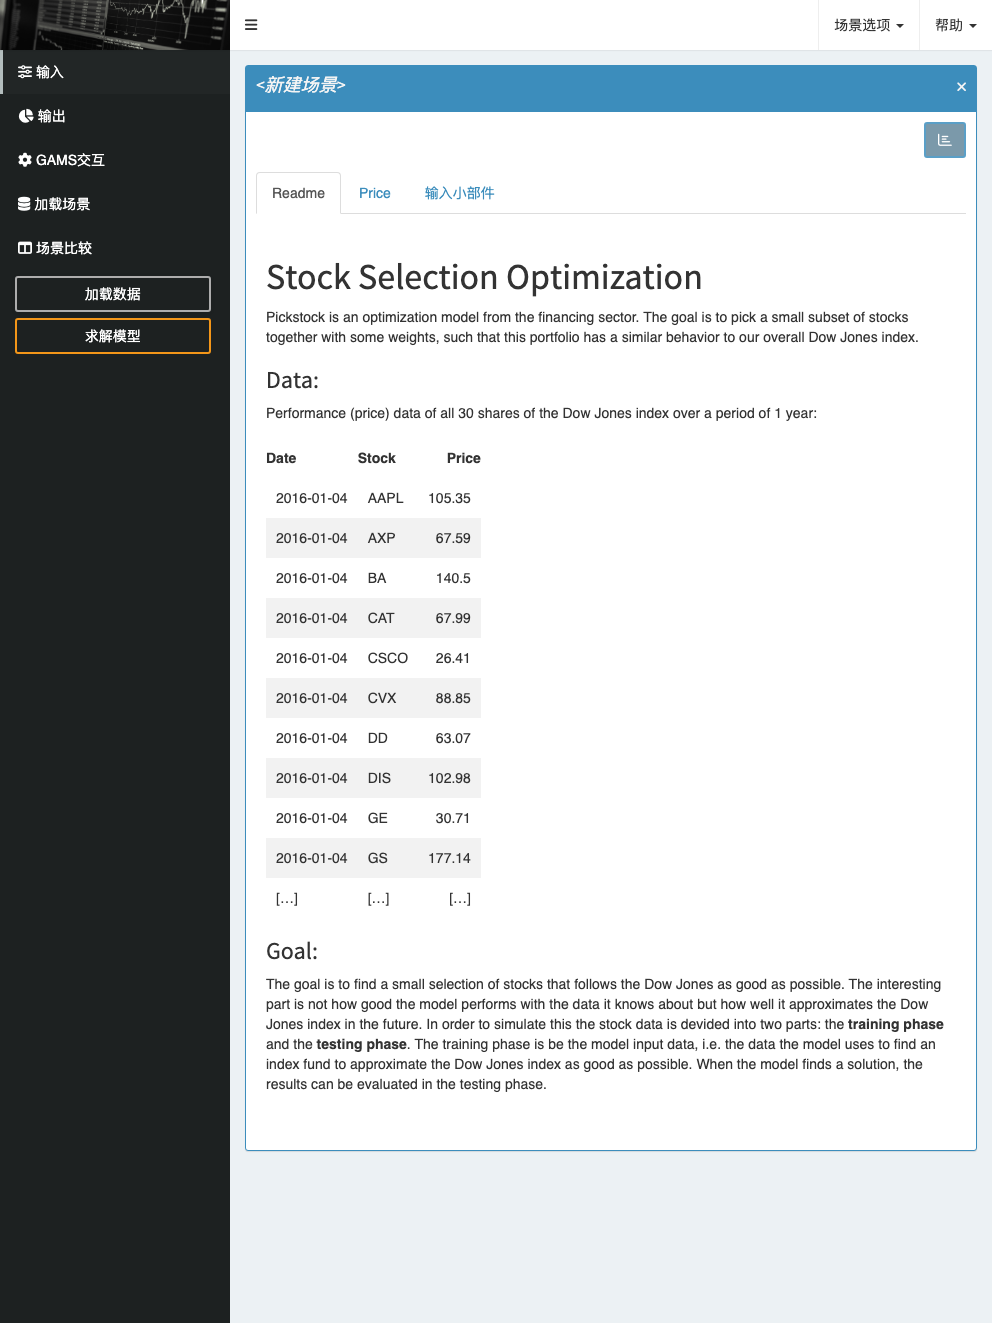 场景选项
帮助
输入
输出
GAMS交互
加载场景
场景比较
加载数据
求解模型
<新建场景>
Readme
Price
输入小部件
Stock Selection Optimization
Pickstock is an optimization model from the financing sector. The goal is to pick a small subset of stocks
together with some weights, such that this portfolio has a similar behavior to our overall Dow Jones index.
Data:
Performance (price) data of all 30 shares of the Dow Jones index over a period of 1 year:
Date Stock Price
2016-01-04 AAPL 105.35
2016-01-04 AXP 67.59
2016-01-04 BA 140.5
2016-01-04 CAT 67.99
2016-01-04 CSCO 26.41
2016-01-04 CVX 88.85
2016-01-04 DD 63.07
2016-01-04 DIS 102.98
2016-01-04 GE 30.71
2016-01-04 GS 177.14
[…] […] […]
Goal:
The goal is to find a small selection of stocks that follows the Dow Jones as good as possible. The interesting
part is not how good the model performs with the data it knows about but how well it approximates the Dow
Jones index in the future. In order to simulate this the stock data is devided into two parts: the training phase
and the testing phase. The training phase is be the model input data, i.e. the data the model uses to find an
index fund to approximate the Dow Jones index as good as possible. When the model finds a solution, the
results can be evaluated in the testing phase.